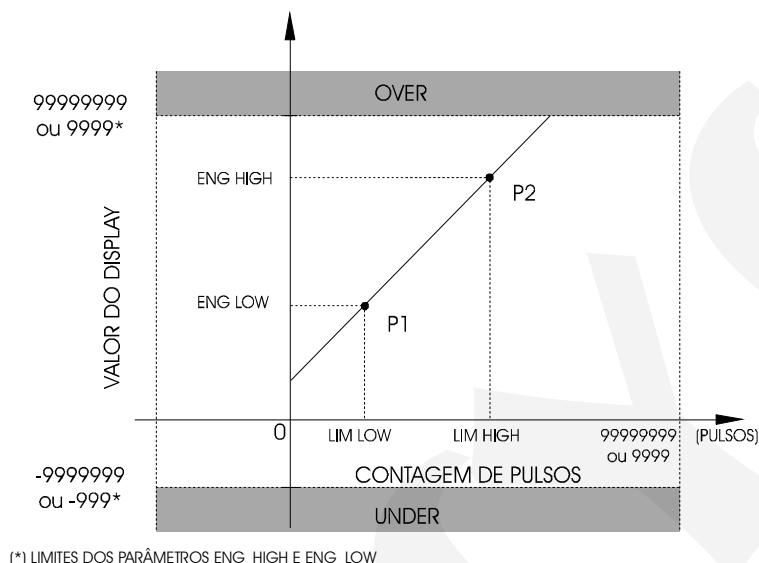 OVER
99999999
ou 9999*
ENG HIGH
P2
VALOR DO DISPLAY
ENG LOW
P1
0
LIM LOW
LIM HIGH
99999999
ou 9999
(PULSOS)
CONTAGEM DE PULSOS
-9999999
ou -999*
UNDER
(*) LIMITES DOS PARÂMETROS ENG HIGH E ENG LOW